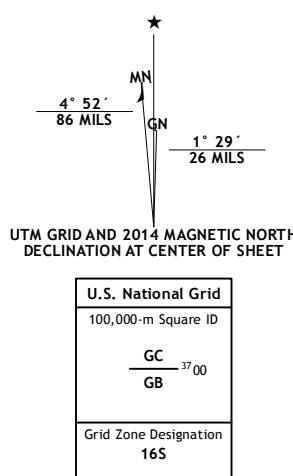 MN
4° 52´
86 MILS
GN
1° 29´
26 MILS
UTM GRID AND 2014 MAGNETIC NORTH
DECLINATION AT CENTER OF SHEET
U.S. National Grid
100,000-m Square ID
GC
3700
GB
Grid Zone Designation
16S